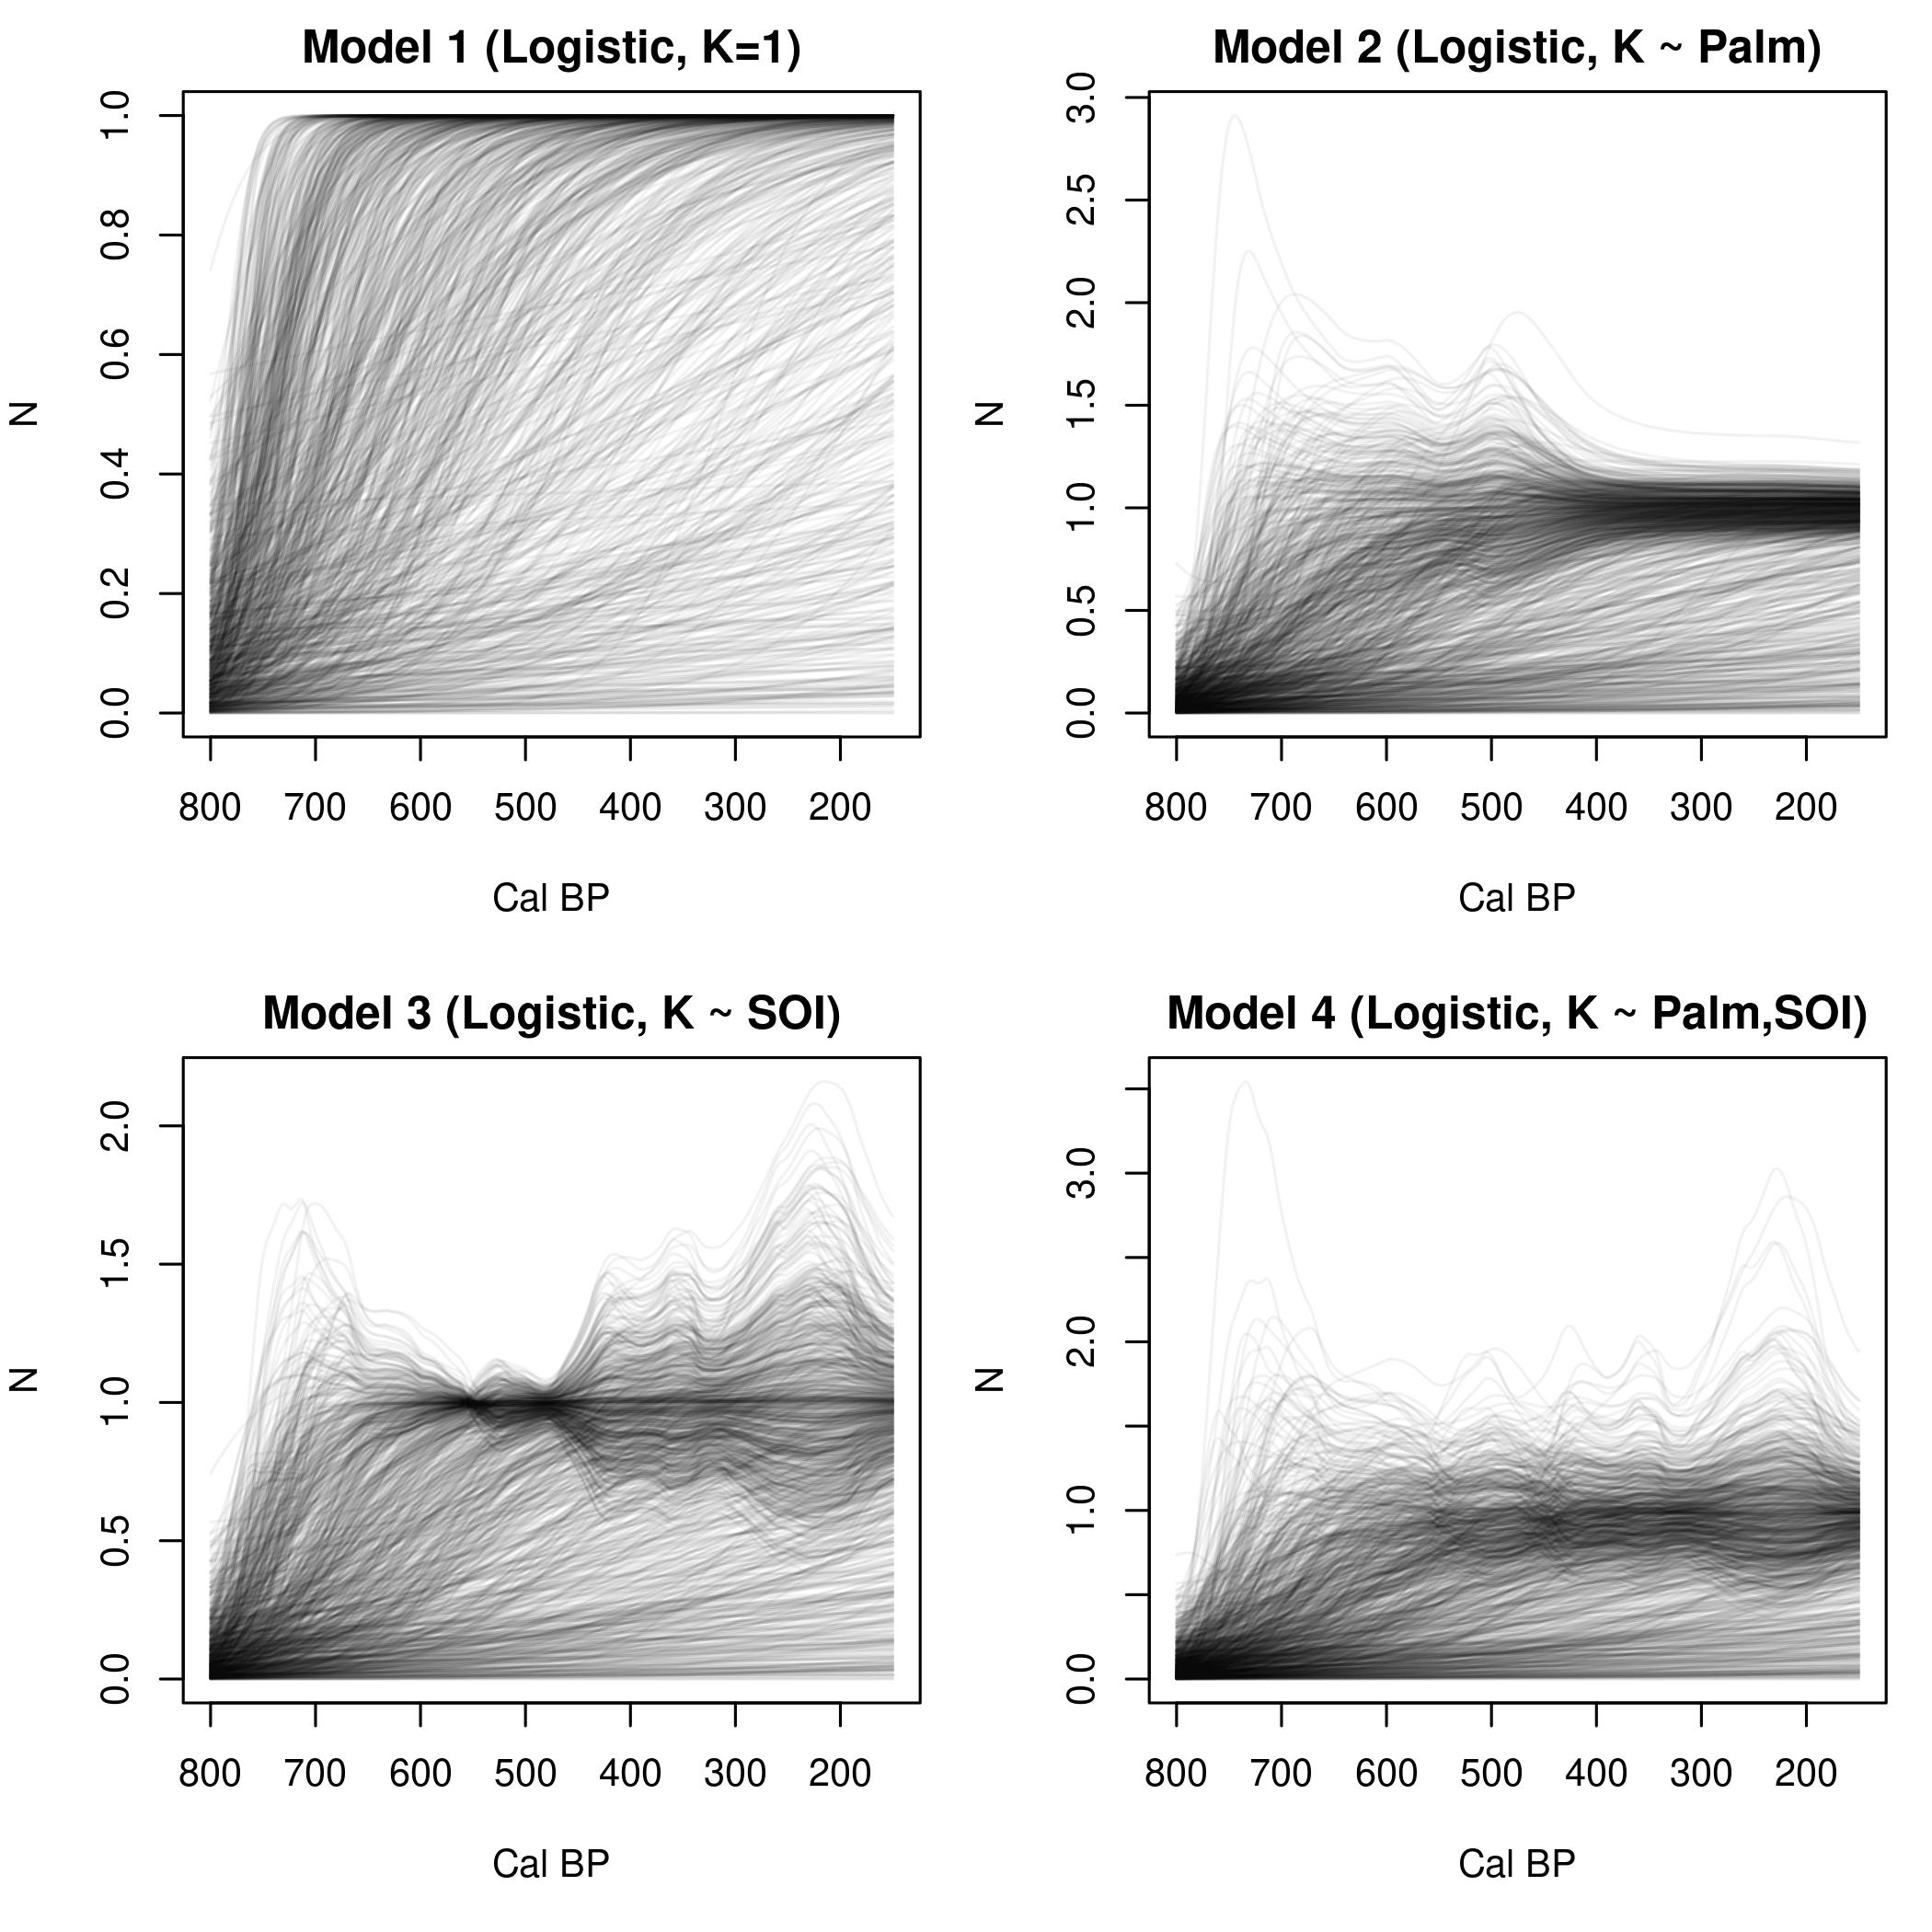 Model 1 (Logistic, K=1)
N
1.0
0.8
0.6
0.4
0.2
0.0
800 700 600 500 400 300 200
Cal BP
Model 2 (Logistic, K ~ Palm)
N
3.0
2.5
2.0
1.5
1.0
0.5
0.0
800 700 600 500 400 300 200
Cal BP
Model 3 (Logistic, K ~ SOI)
N
2.0
1.5
1.0
0.5
0.0
800 700 600 500 400 300 200
Cal BP
Model 4 (Logistic, K ~ Palm,SOI)
N
3.0
2.0
1.0
0.0
800 700 600 500 400 300 200
Cal BP